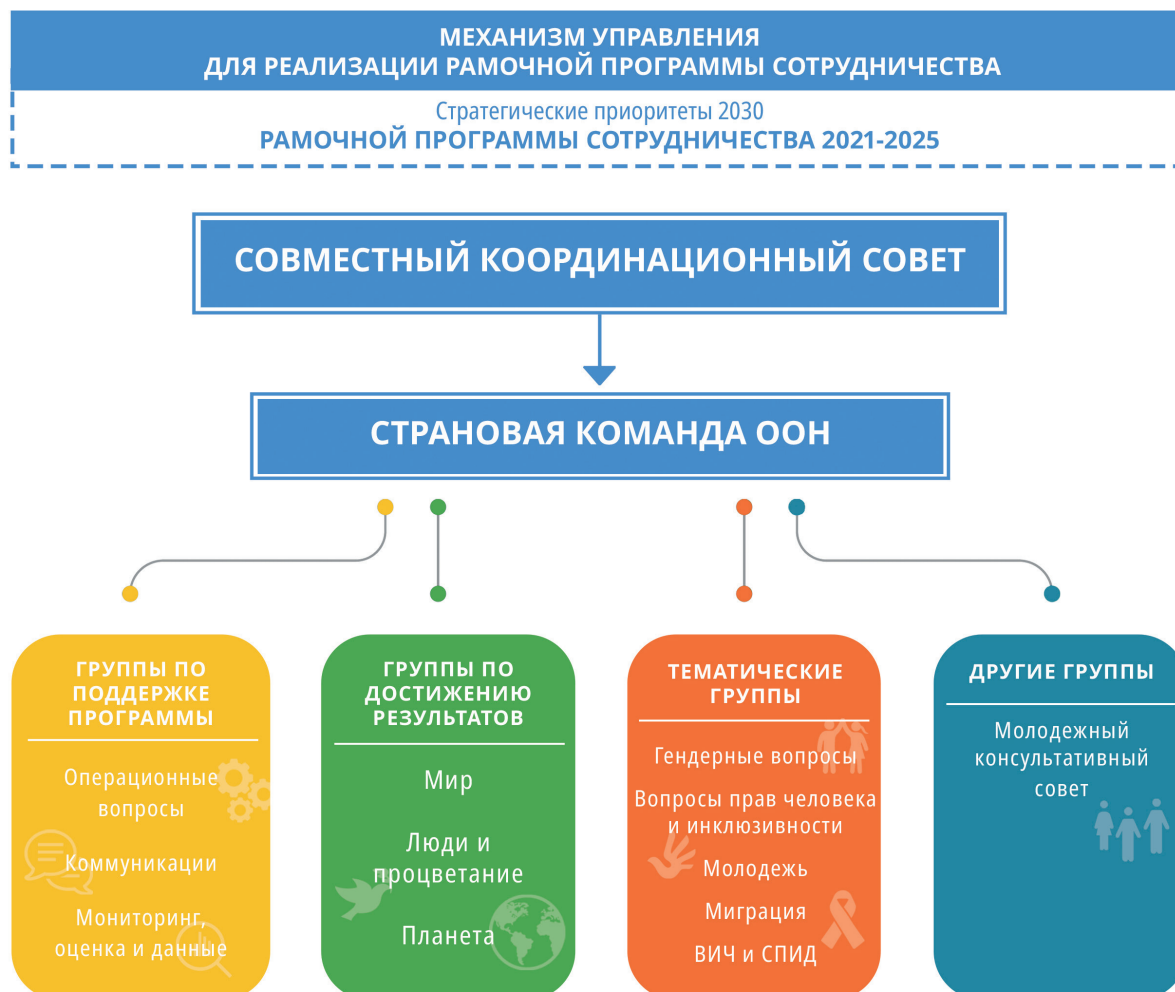 МЕХАНИЗМ УПРАВЛЕНИЯ
ДЛЯ РЕАЛИЗАЦИИ РАМОЧНОЙ ПРОГРАММЫ СОТРУДНИЧЕСТВА
Стратегические приоритеты 2030
РАМОЧНОЙ ПРОГРАММЫ СОТРУДНИЧЕСТВА 2021-2025
СОВМЕСТНЫЙ КООРДИНАЦИОННЫЙ СОВЕТ
СТРАНОВАЯ КОМАНДА ООН
ГРУППЫ ПО
ПОДДЕРЖКЕ
ПРОГРАММЫ
Операционные
вопросы
Коммуникации
Мониторинг,
оценка и данные
ГРУППЫ ПО
ДОСТИЖЕНИЮ
РЕЗУЛЬТАТОВ
Мир
Люди и
процветание
Планета
ТЕМАТИЧЕСКИЕ
ГРУППЫ
Гендерные вопросы
Вопросы прав человека
и инклюзивности
Молодежь
Миграция
ВИЧ и СПИД
ДРУГИЕ ГРУППЫ
Молодежный
консультативный
совет